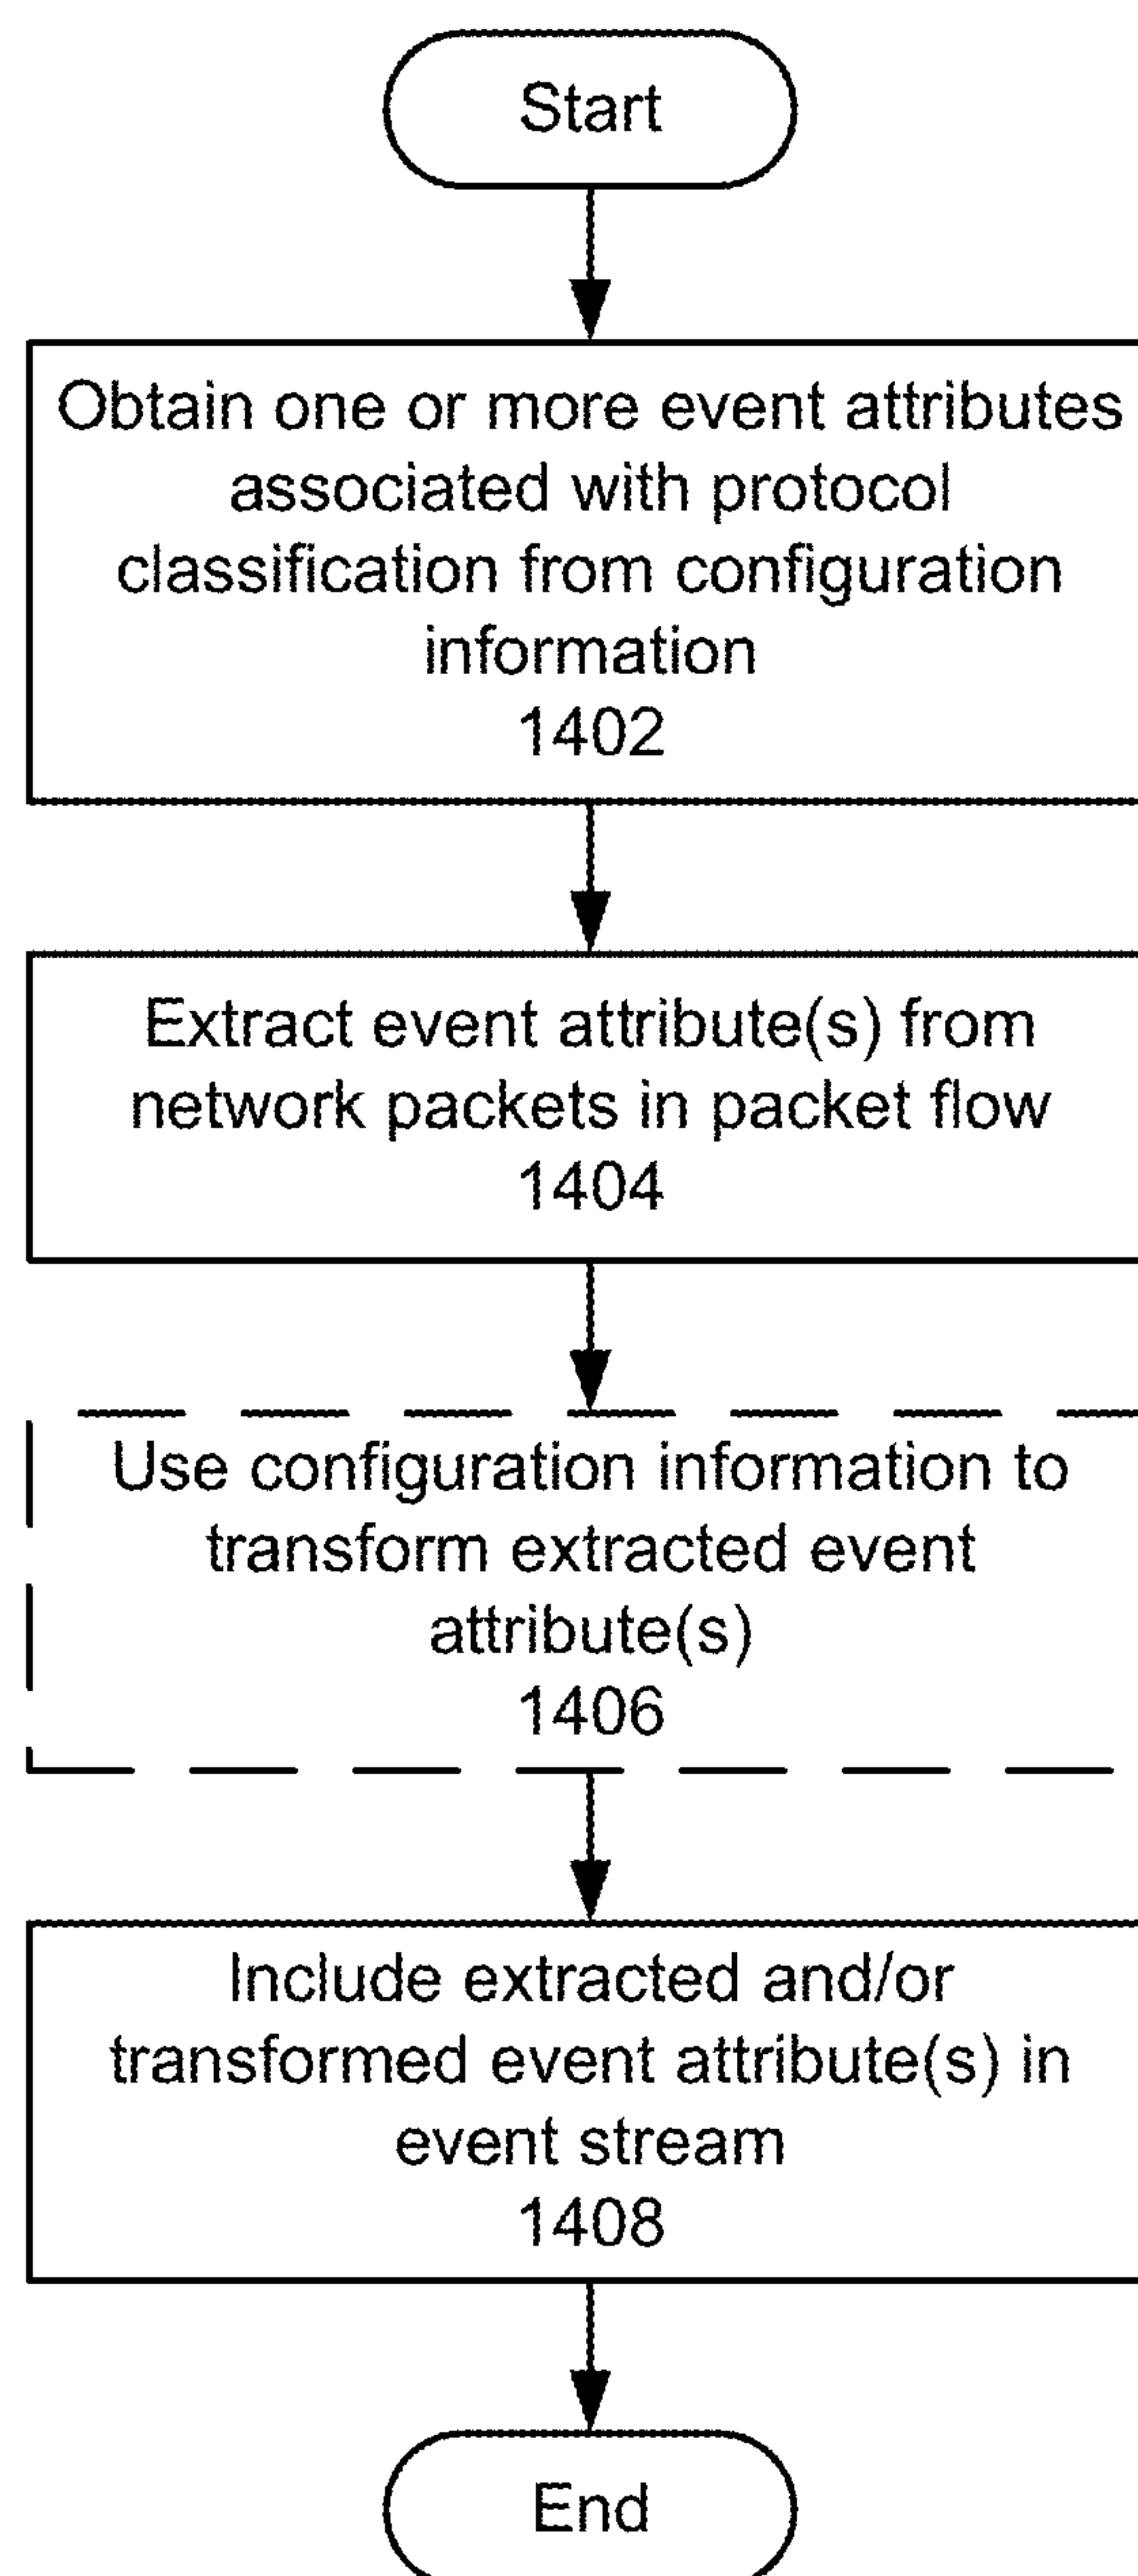 Start
Obtain one or more event attributes
associated with protocol
classification from configuration
information
1402
Extract event attribute(s) from
network packets in packet flow
1404
Use configuration information to
transform extracted event
attribute(s)
1406
Include extracted and/or
transformed event attribute(s) in
event stream
1408
End